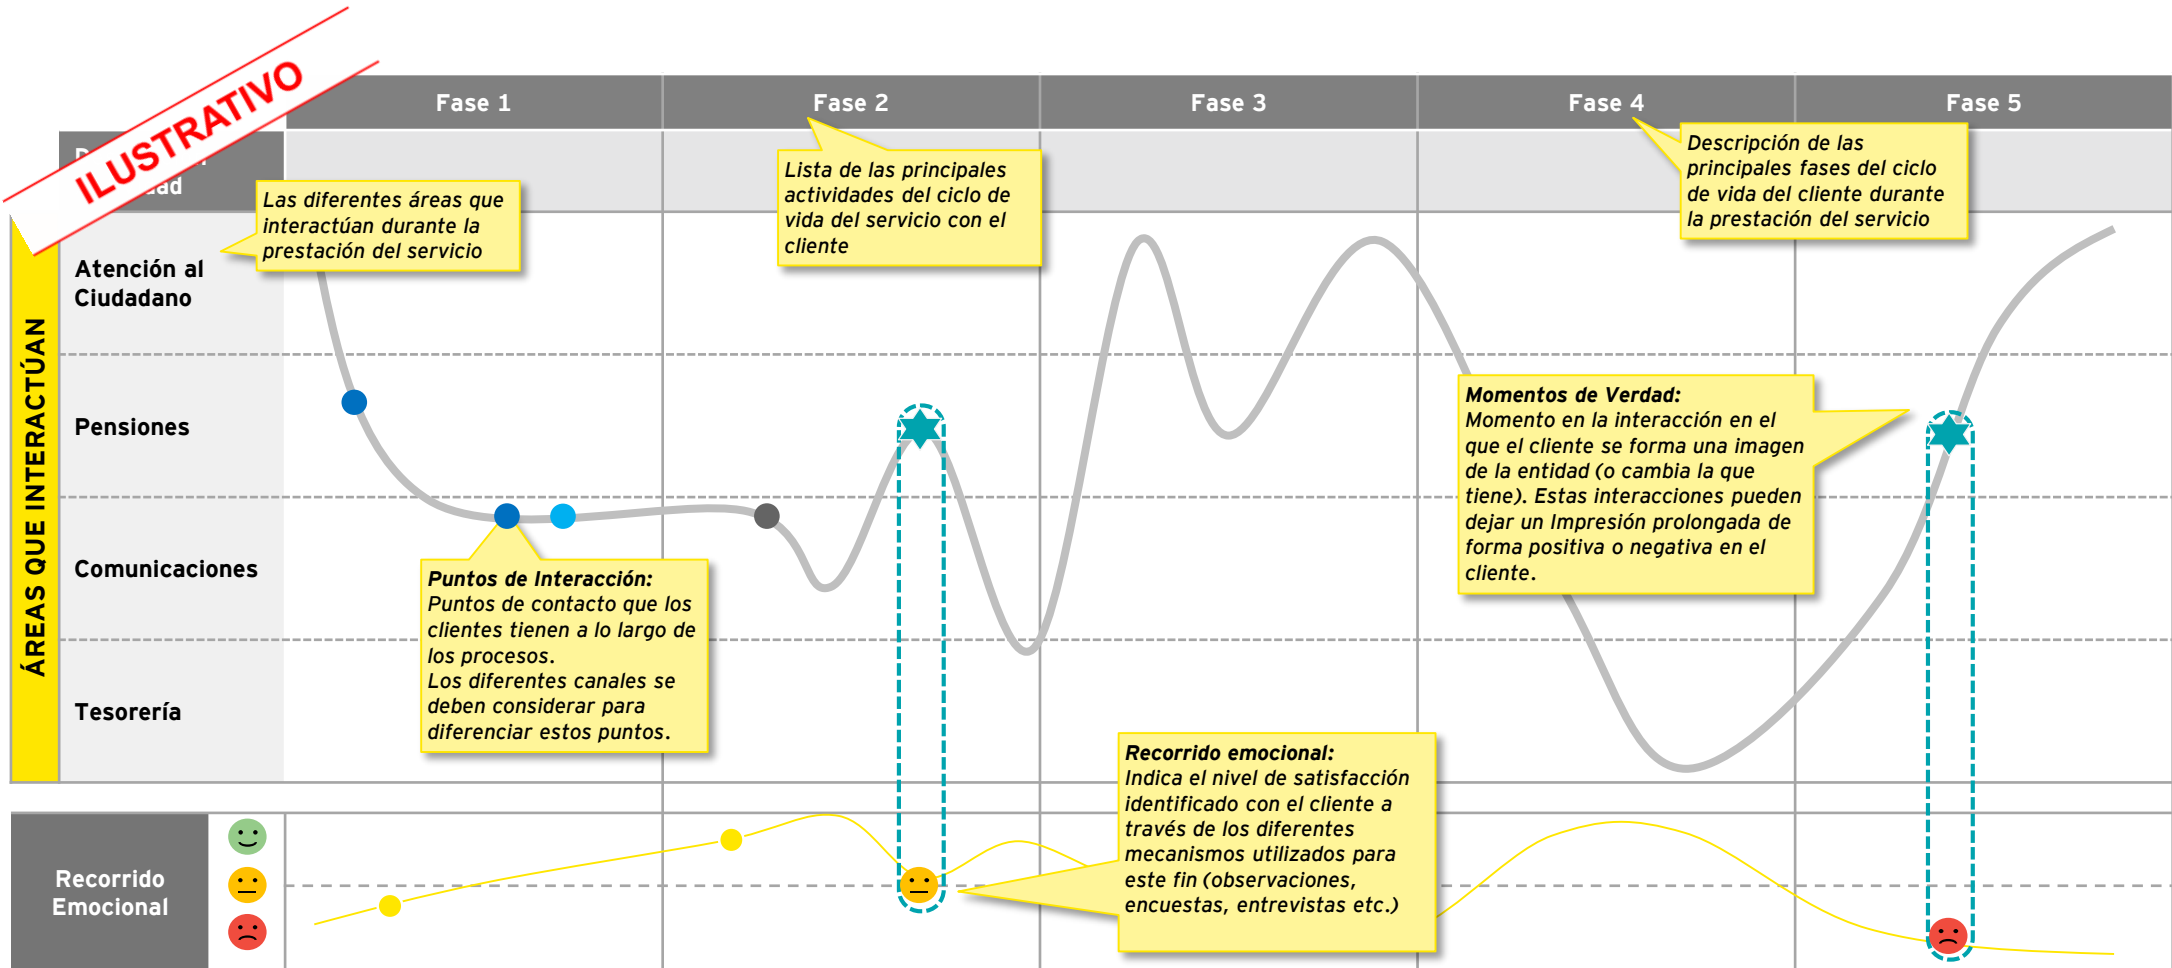 ILUSTRATIVO
Fase 1
Fase 2
Fase 3
Fase 4
Fase 5
Las diferentes áreas que
interactúan durante la
prestación del servicio
Lista de las principales
actividades del ciclo de
vida del servicio con el
cliente
Descripción de las
principales fases del ciclo
de vida del cliente durante
la prestación del servicio
ÁREAS QUE INTERACTÚAN
Atención al
Ciudadano
Pensiones
Comunicaciones
Tesorería
Momentos de Verdad:
Momento en la interacción en el
que el cliente se forma una imagen
de la entidad (o cambia la que
tiene). Estas interacciones pueden
dejar un Impresión prolongada de
forma positiva o negativa en el
cliente.
Puntos de Interacción:
Puntos de contacto que los
clientes tienen a lo largo de
los procesos.
Los diferentes canales se
deben considerar para
diferenciar estos puntos.
Recorrido emocional:
Indica el nivel de satisfacción
identificado con el cliente a
través de los diferentes
mecanismos utilizados para
este fin (observaciones,
encuestas, entrevistas etc.)
Recorrido
Emocional